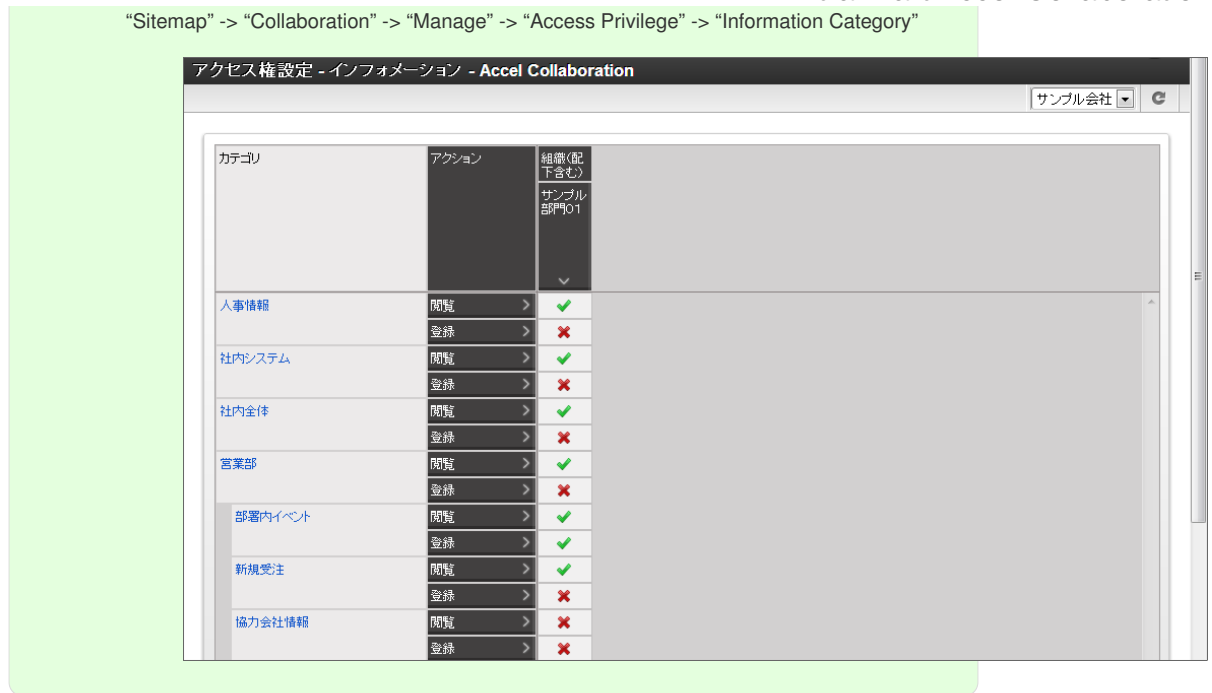 “Sitemap” -> “Collaboration” -> “Manage” -> “Access Privilege” -> “Information Category”
アクセス権設定 - インフォメーション - Accel Collaboration
サンプル会社
カテゴリ
アクション
組織(配
下含む)
サンプル
部門01
人事情報
閲覧
登録
社内システム
閲覧
登録
社内全体
閲覧
登録
営業部
閲覧
登録
部署内イベント
閲覧
登録
新規受注
閲覧
登録
協力会社情報
閲覧
登録